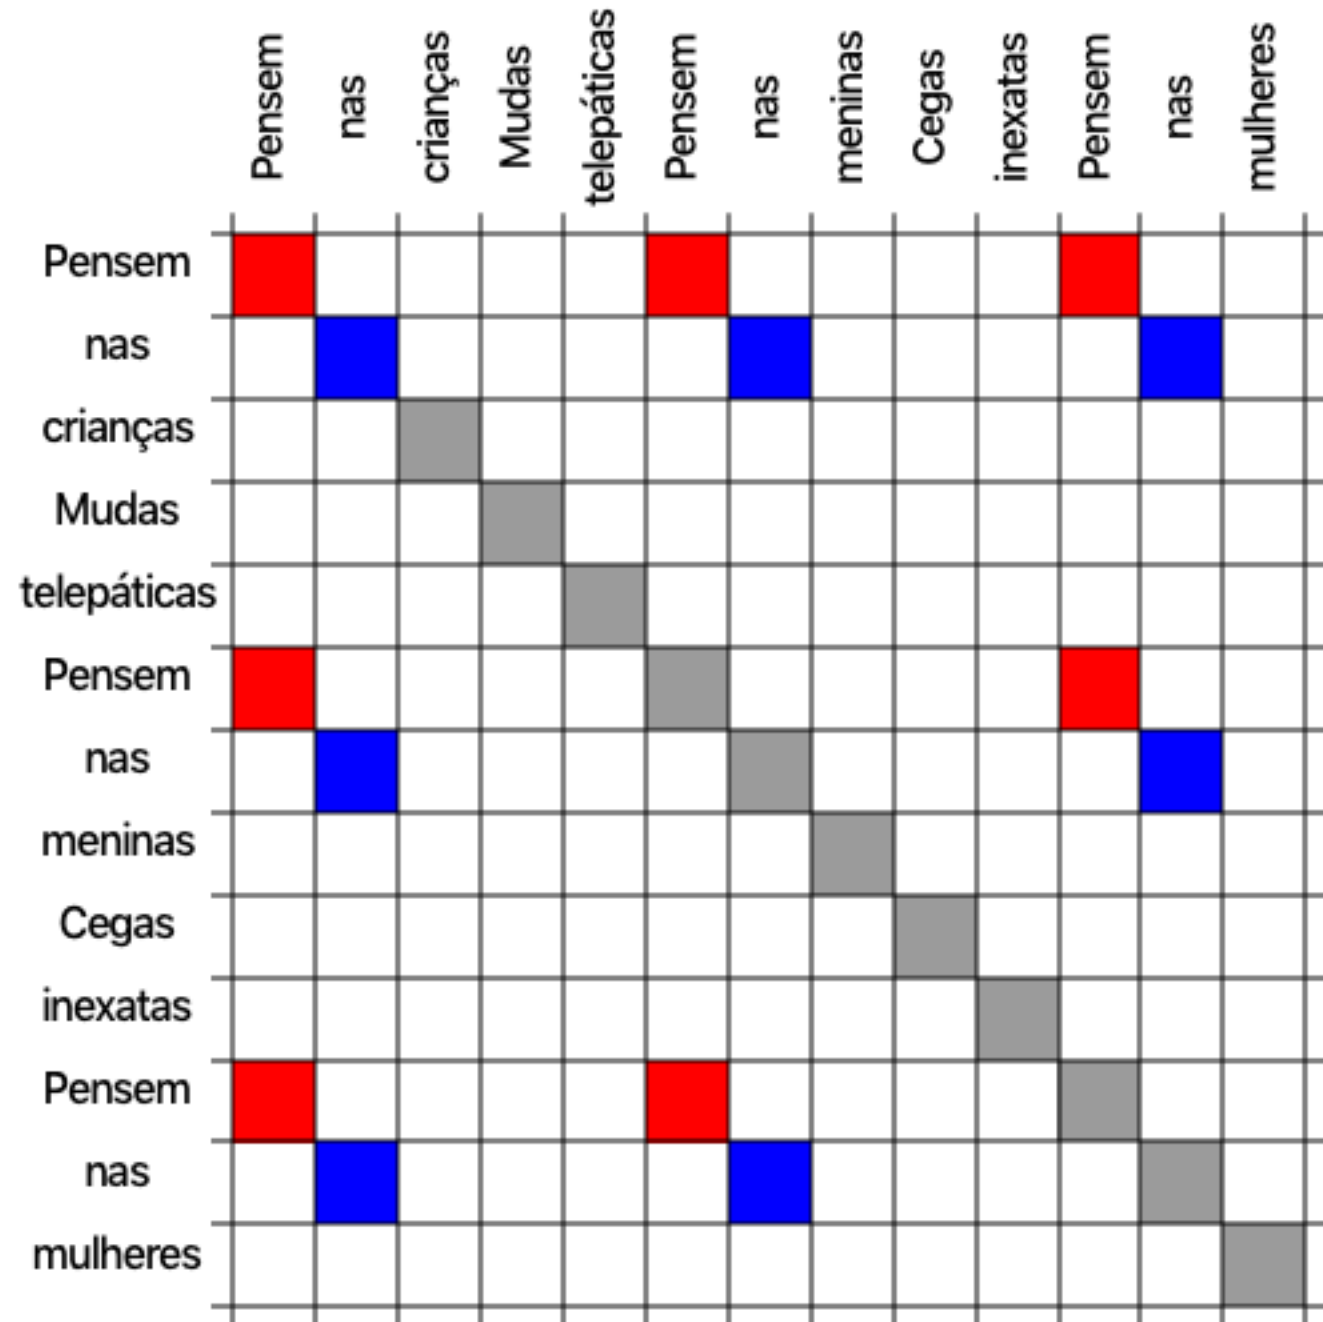 Pensem
nas
crianças
Mudas
telepáticas
Pensem
nas
meninas
Cegas
inexatas
Pensem
nas
mulheres
Pensem
nas
crianças
Mudas
telepáticas
Pensem
nas
meninas
Cegas
inexatas
Pensem
nas
mulheres